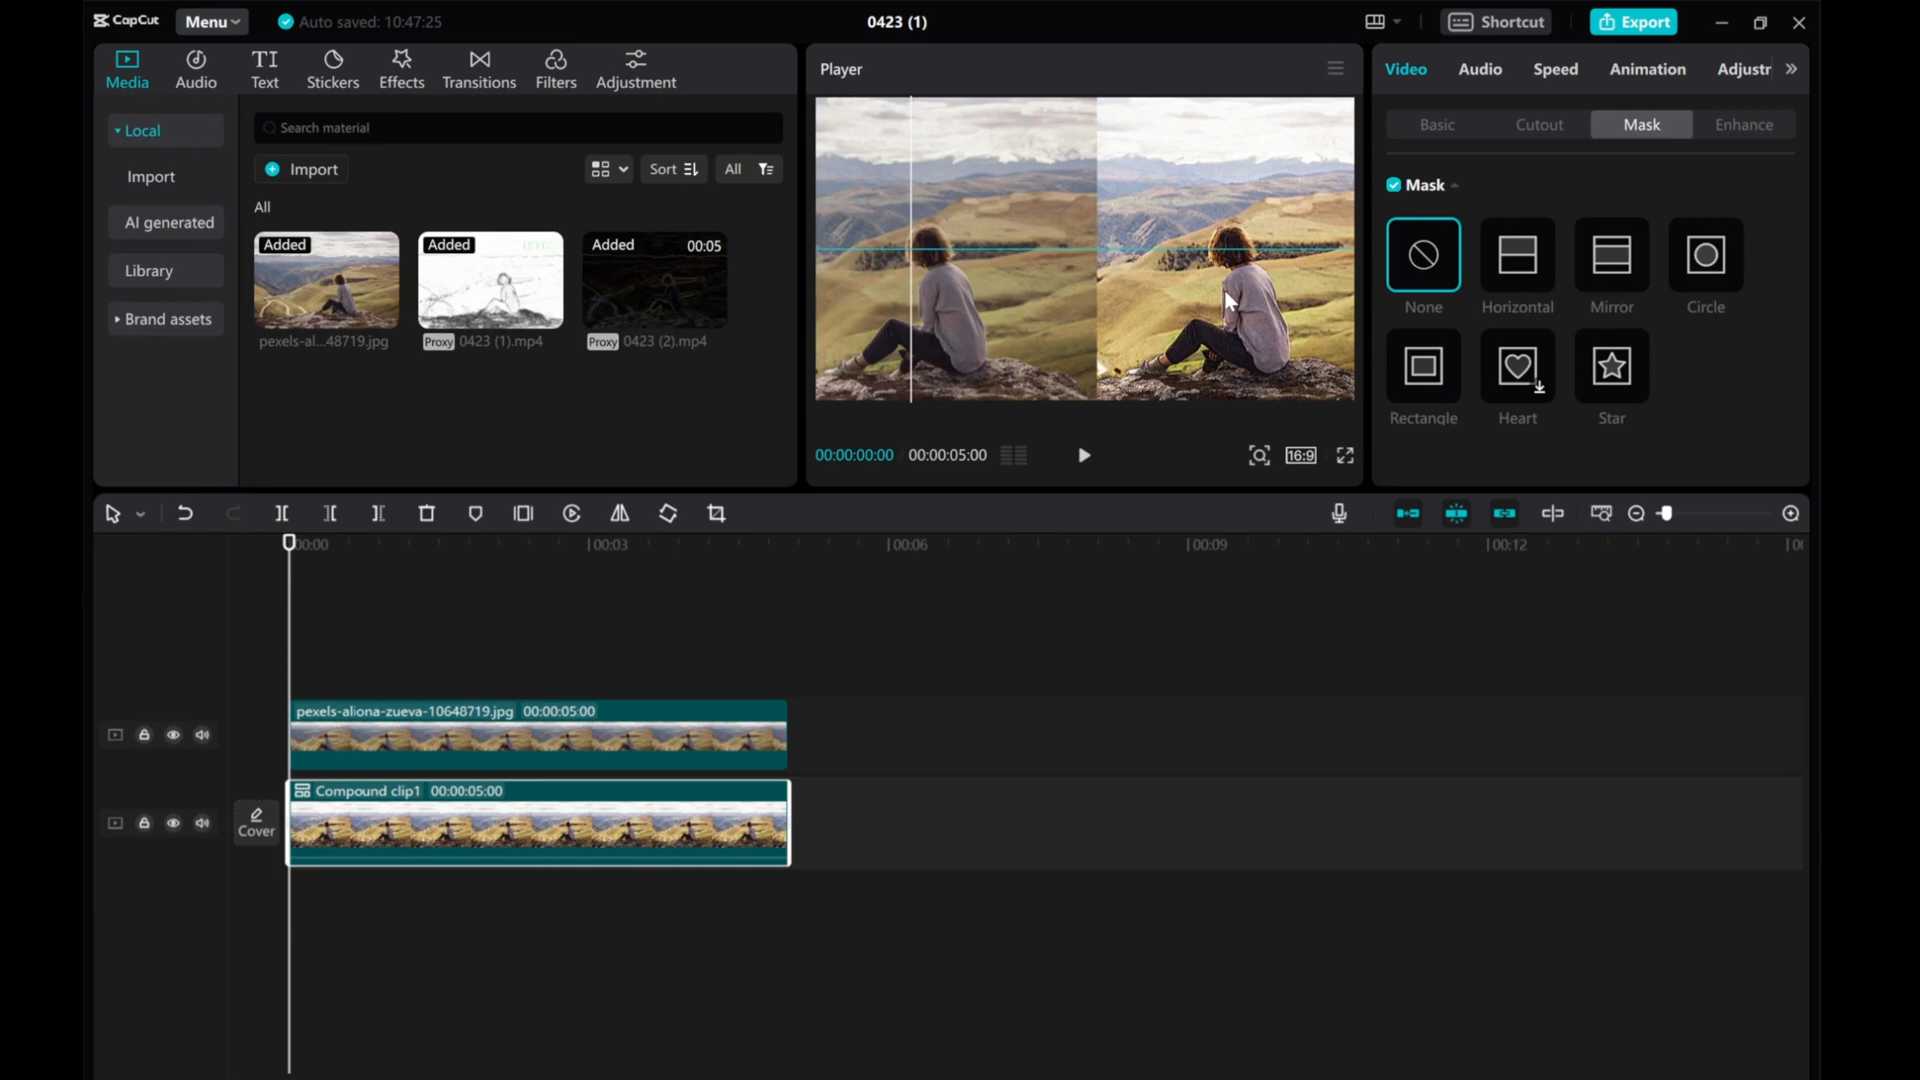 CapCut
Menu
Auto saved: 10:47:25
0423 (1)
Shortcut
Export
Media
Audio
Text
Stickers
Effects
Transitions
Filters
Adjustment
Local
Import
AI generated
Library
Brand assets
Search material
Import
Sort
All
All
Added
Added
Added
00:05
pexels-al...48719.jpg
Proxy 0423 (1).mp4
Proxy 0423 (2).mp4
Player
00:00:00:00
00:00:05:00
16:9
Video
Audio
Speed
Animation
Adjustr
Basic
Cutout
Mask
Enhance
Mask
None
Horizontal
Mirror
Circle
Rectangle
Heart
Star
00:00
00:03
00:06
00:09
00:12
pexels-aliona-zueva-10648719.jpg 00:00:05:00
Compound clip1 00:00:05:00
Cover